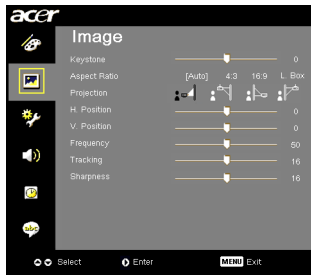 acer
Image
Keystone 0
Aspect Ratio [Auto] 4:3 16:9 L. Box
Projection
H. Position 0
V. Position 0
Frequency 50
Tracking 16
Sharpness 16
abc
Select Enter MENU Exit